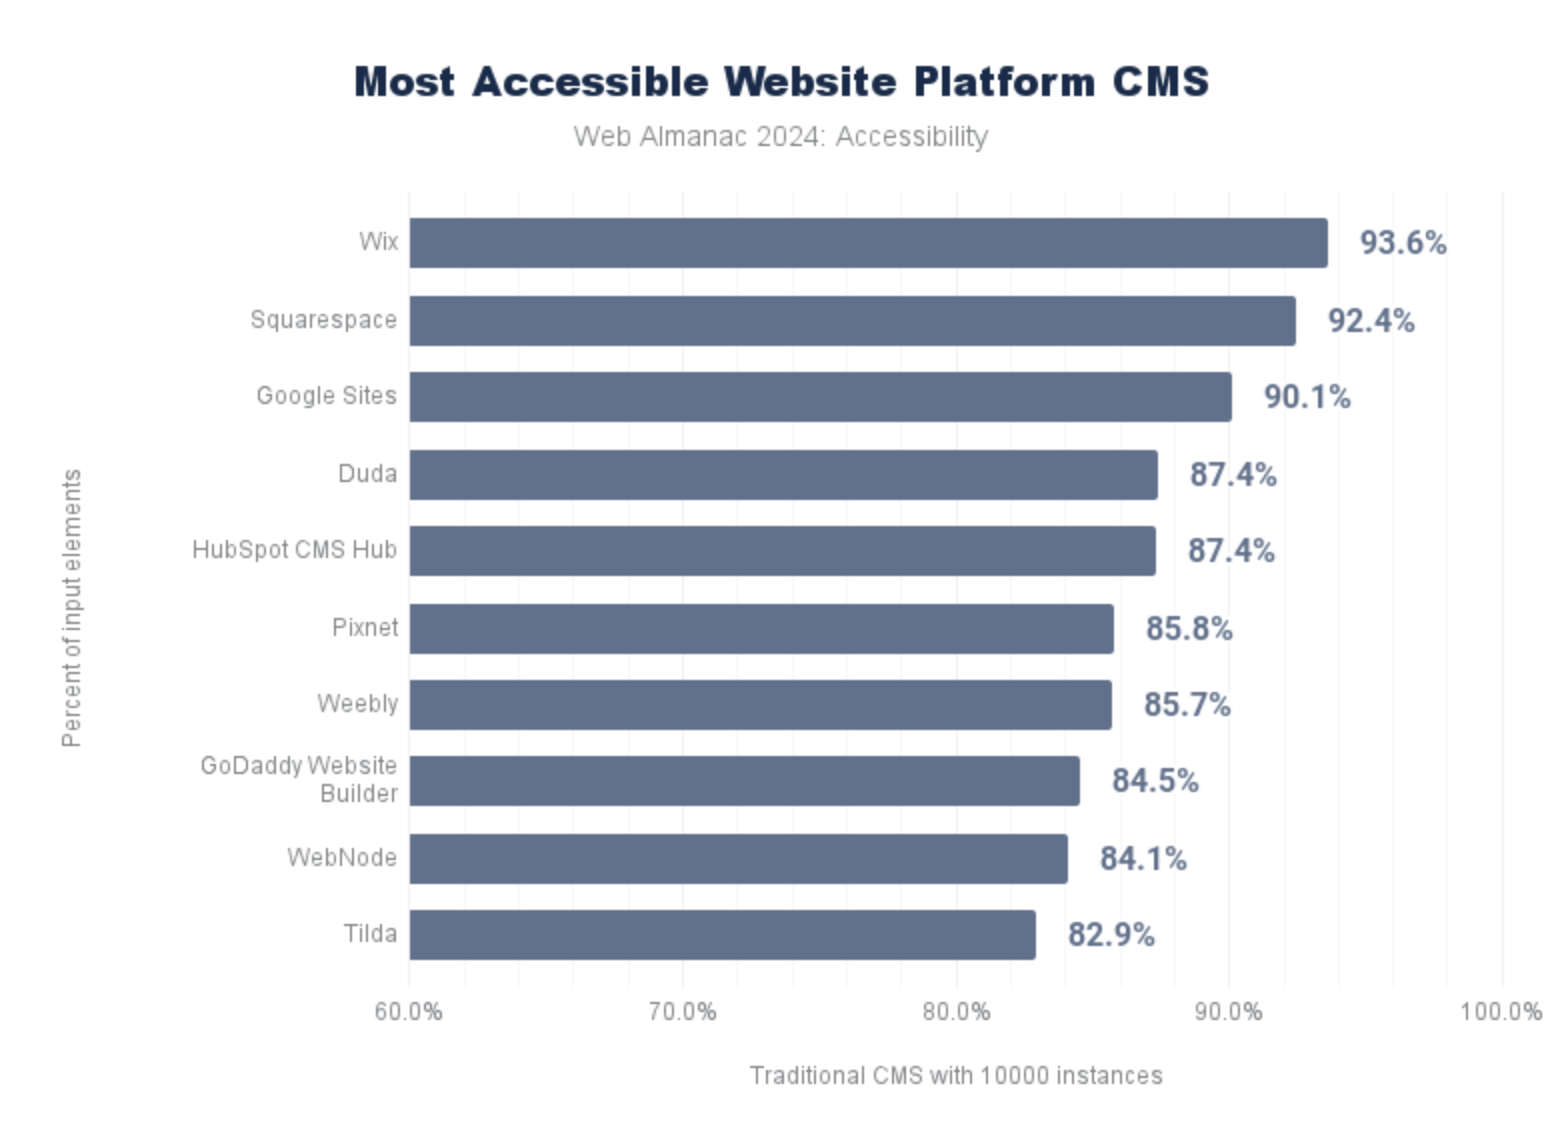 Most Accessible Website Platform CMS
Web Almanac 2024: Accessibility
Percent of input elements
Wix 93.6%
Squarespace 92.4%
Google Sites 90.1%
Duda 87.4%
HubSpot CMS Hub 87.4%
Pixnet 85.8%
Weebly 85.7%
GoDaddy Website
Builder 84.5%
WebNode 84.1%
Tilda 82.9%
60.0% 70.0% 80.0% 90.0% 100.0%
Traditional CMS with 10000 instances